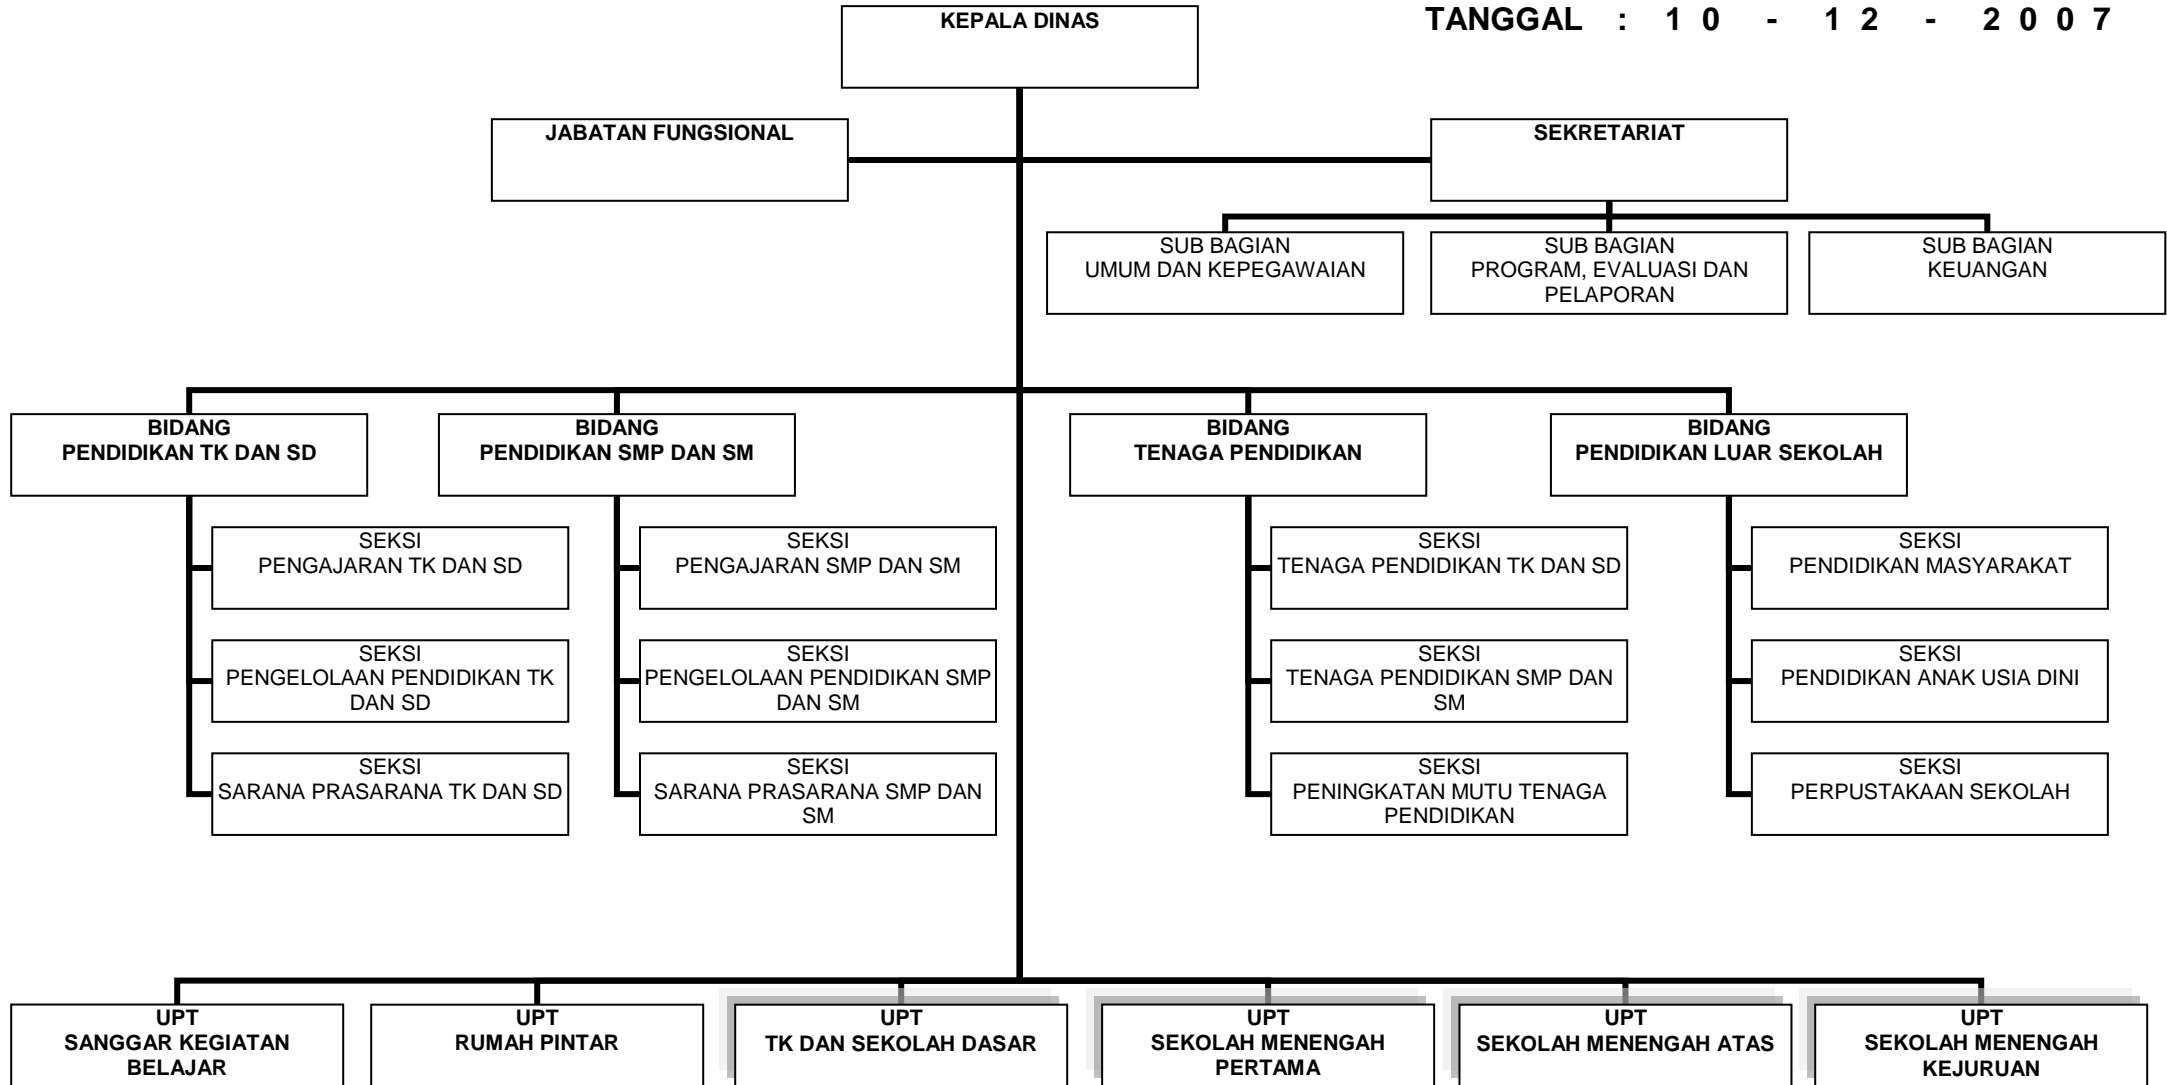 KEPALA DINAS
TANGGAL : 10 - 12 - 2007
JABATAN FUNGSIONAL
SEKRETARIAT
SUB BAGIAN
UMUM DAN KEPEGAWAIAN
SUB BAGIAN
PROGRAM, EVALUASI DAN
PELAPORAN
SUB BAGIAN
KEUANGAN
BIDANG
PENDIDIKAN TK DAN SD
BIDANG
PENDIDIKAN SMP DAN SM
BIDANG
TENAGA PENDIDIKAN
BIDANG
PENDIDIKAN LUAR SEKOLAH
SEKSI
PENGAJARAN TK DAN SD
SEKSI
PENGAJARAN SMP DAN SM
SEKSI
TENAGA PENDIDIKAN TK DAN SD
SEKSI
PENDIDIKAN MASYARAKAT
SEKSI
PENGELOLAAN PENDIDIKAN TK
DAN SD
SEKSI
PENGELOLAAN PENDIDIKAN SMP
DAN SM
SEKSI
TENAGA PENDIDIKAN SMP DAN
SM
SEKSI
PENDIDIKAN ANAK USIA DINI
SEKSI
SARANA PRASARANA TK DAN SD
SEKSI
SARANA PRASARANA SMP DAN
SM
SEKSI
PENINGKATAN MUTU TENAGA
PENDIDIKAN
SEKSI
PERPUSTAKAAN SEKOLAH
UPT
SANGGAR KEGIATAN
BELAJAR
UPT
RUMAH PINTAR
UPT
TK DAN SEKOLAH DASAR
UPT
SEKOLAH MENENGAH
PERTAMA
UPT
SEKOLAH MENENGAH ATAS
UPT
SEKOLAH MENENGAH
KEJURUAN